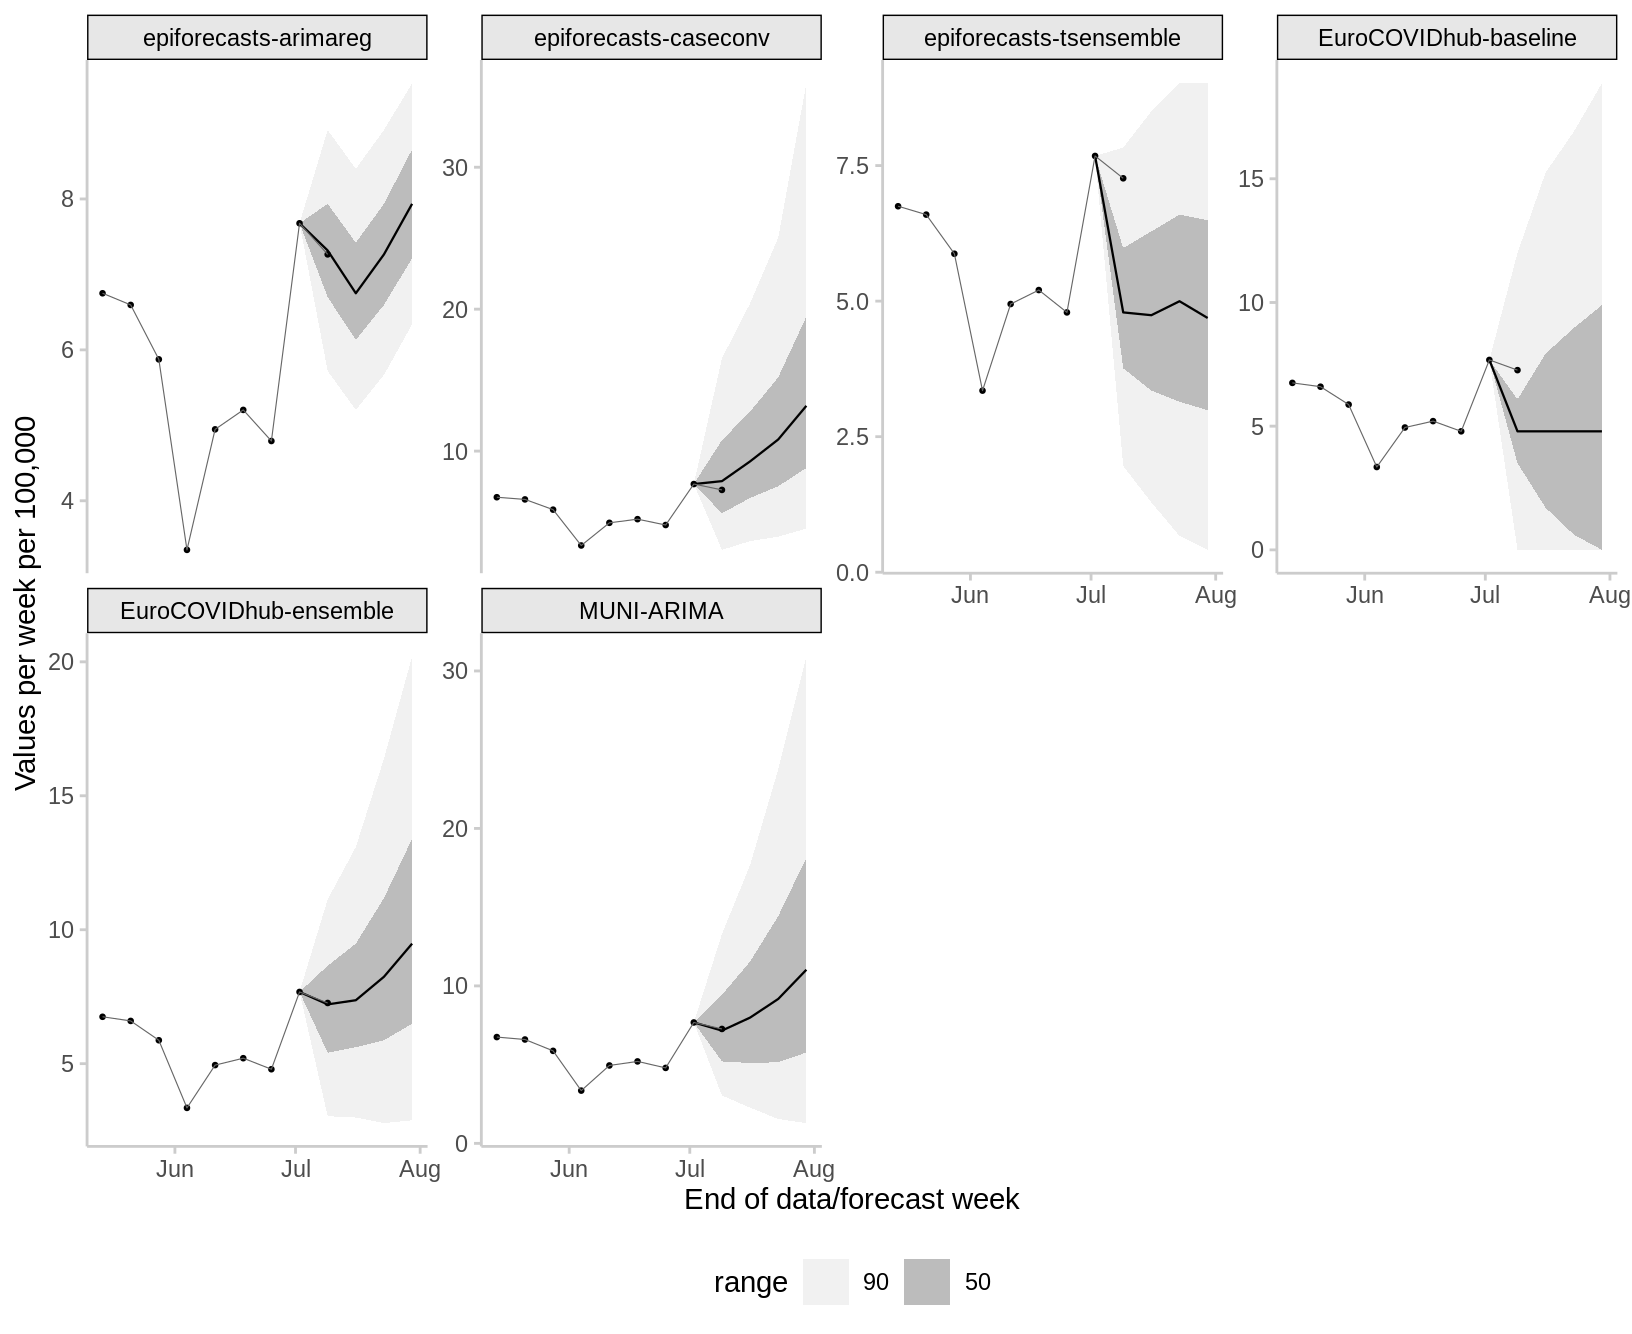 epiforecasts-arimareg
epiforecasts-caseconv
epiforecasts-tsensemble
EuroCOVIDhub-baseline
8
6
4
30
20
10
7.5
5.0
2.5
0.0
15
10
5
0
Jun Jul Aug
Jun Jul Aug
Values per week per 100,000
EuroCOVIDhub-ensemble
MUNI-ARIMA
20
15
10
5
30
20
10
0
Jun Jul Aug
Jun Jul Aug
End of data/forecast week
range 90 50